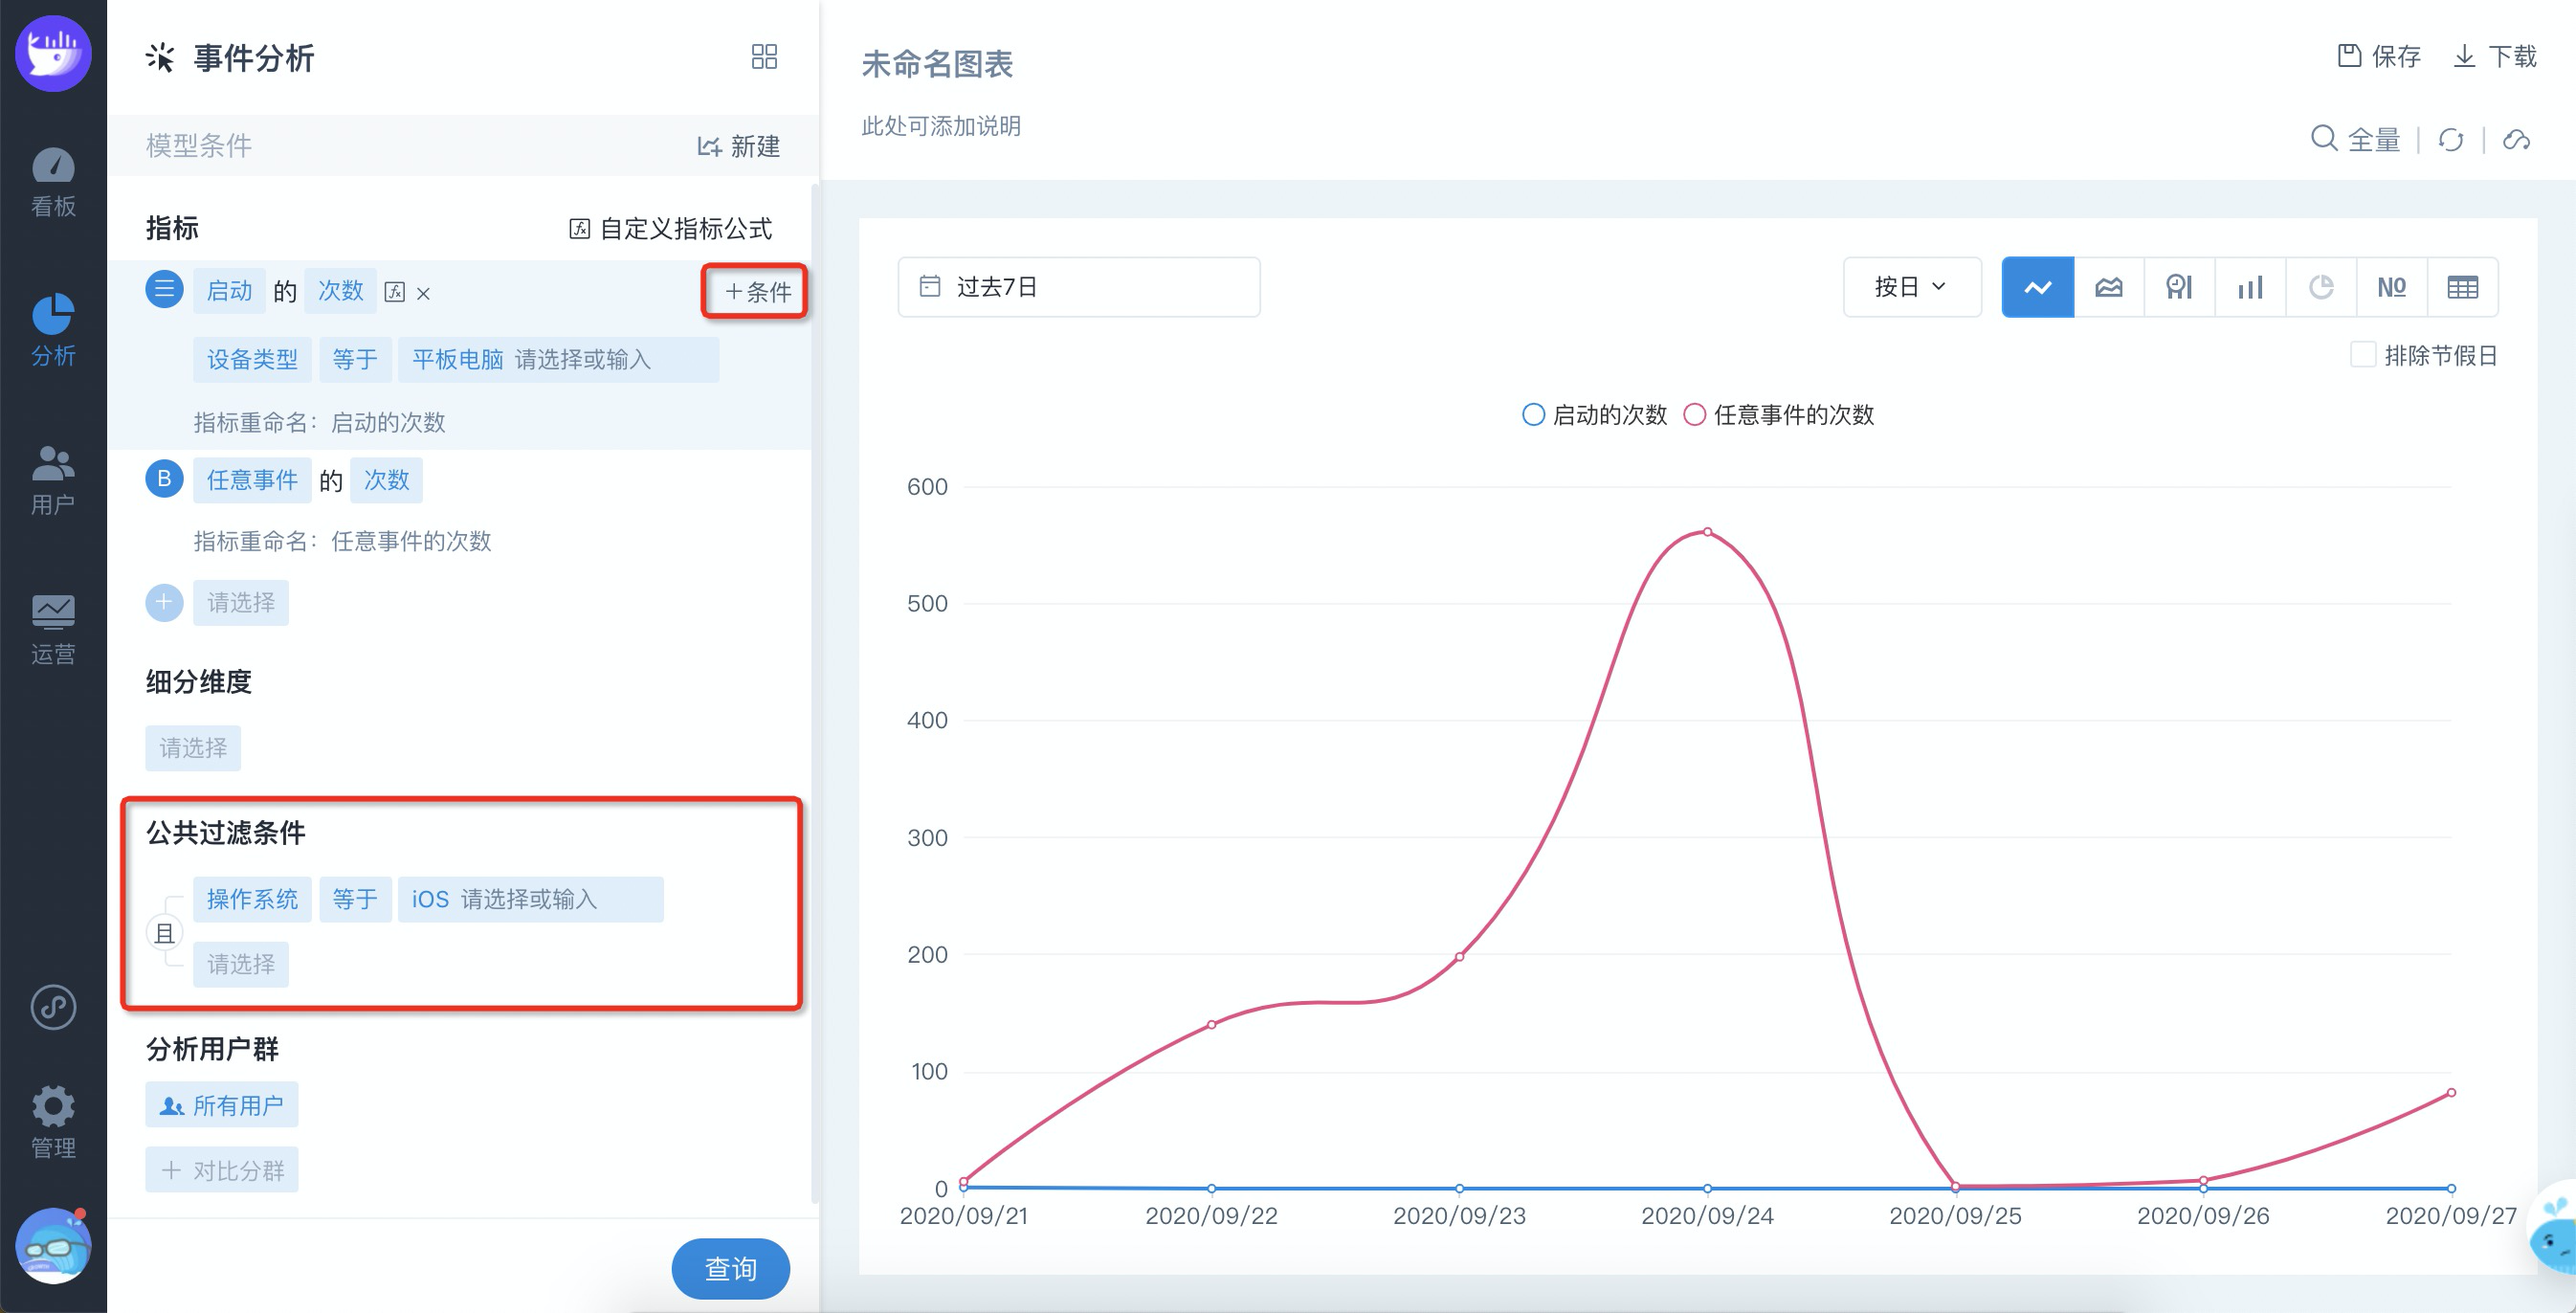 事件分析
模型条件
新建
指标
自定义指标公式
启动 的 次数
+条件
设备类型 等于 平板电脑 请选择或输入
指标重命名：启动的次数
B 任意事件 的 次数
指标重命名：任意事件的次数
请选择
细分维度
请选择
公共过滤条件
操作系统 等于 iOS 请选择或输入
且
请选择
分析用户群
所有用户
+ 对比分群
查询
看板
分析
用户
运营
管理
未命名图表
此处可添加说明
保存 下载
全量
过去7日
按日
№
排除节假日
启动的次数 任意事件的次数
600
500
400
300
200
100
0
2020/09/21 2020/09/22 2020/09/23 2020/09/24 2020/09/25 2020/09/26 2020/09/27